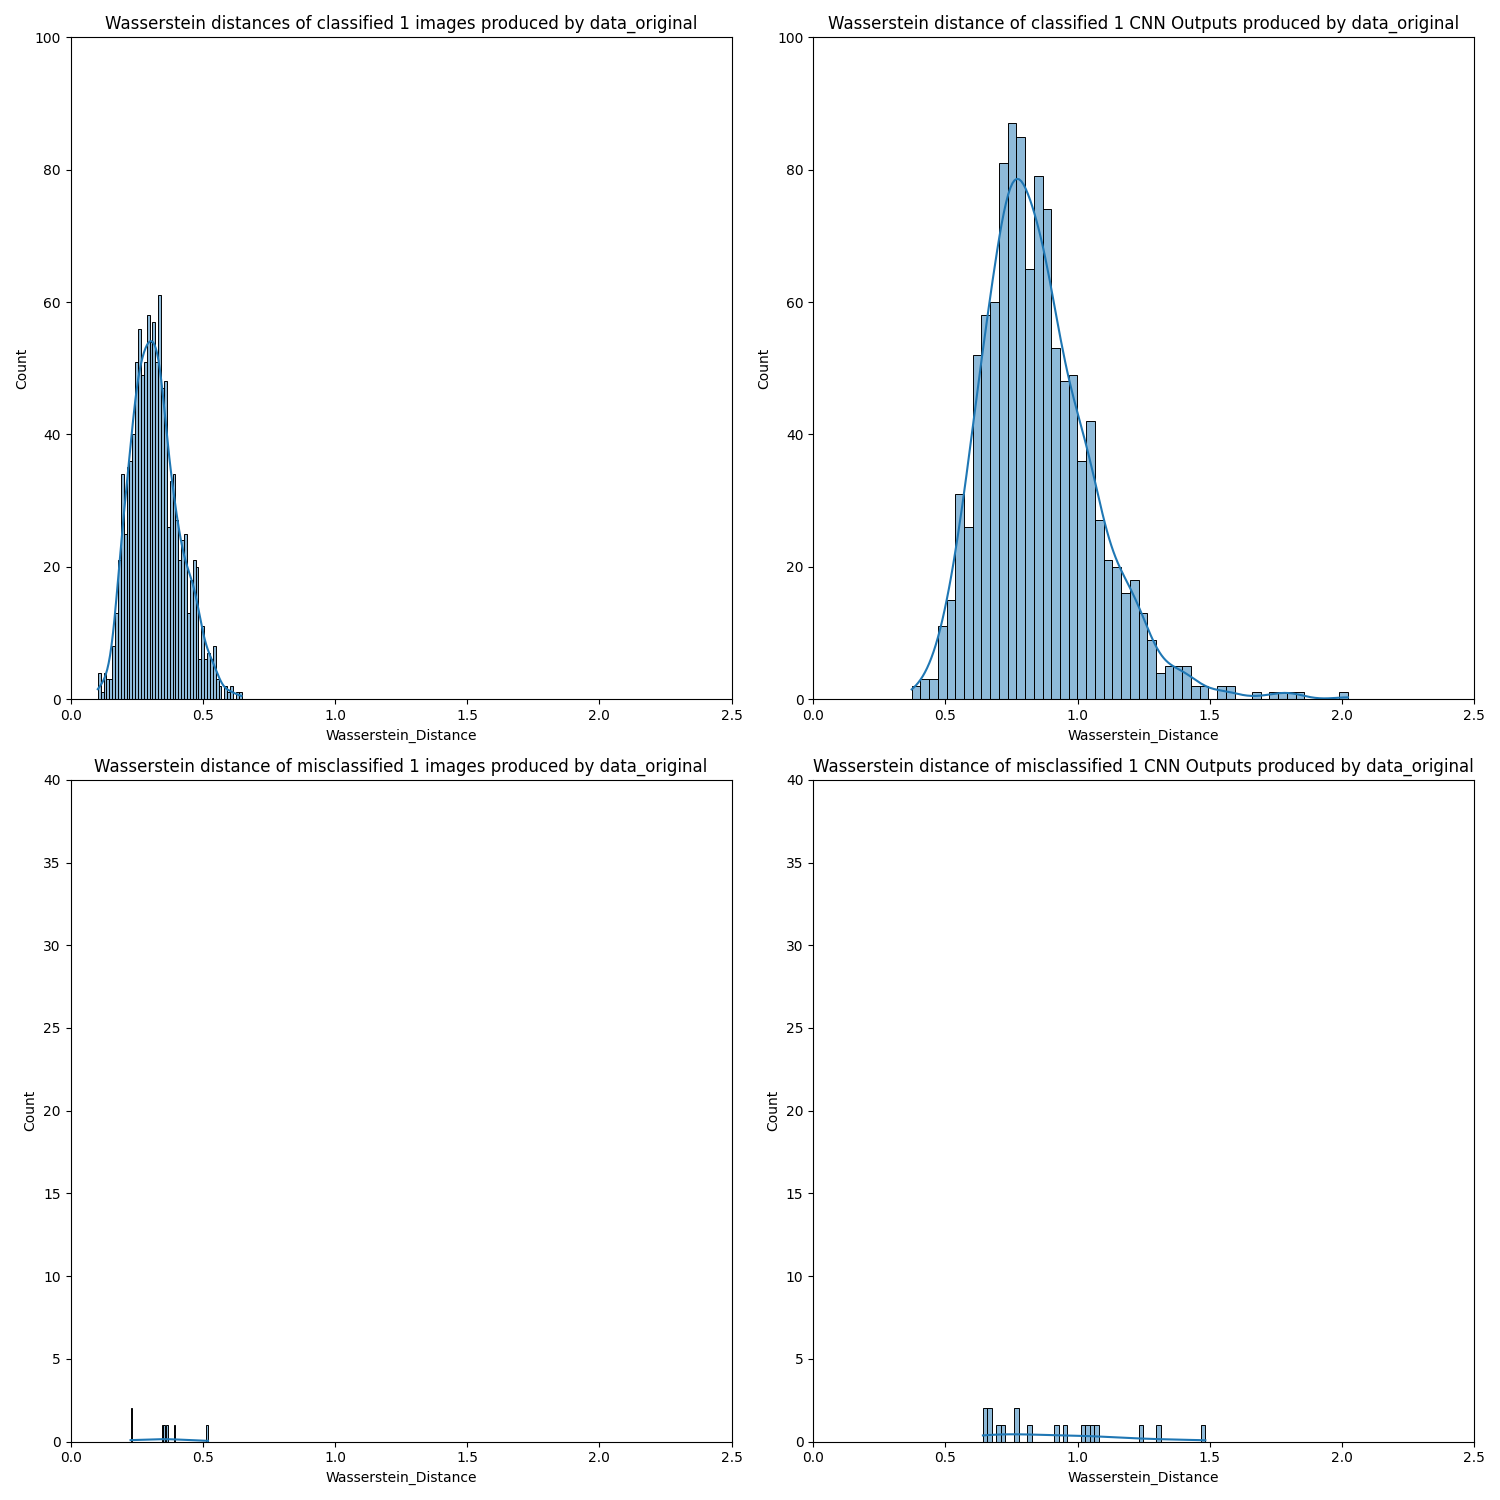 Wasserstein distances of classified 1 images produced by data_original
100
80
60
40
20
0
Count
0.0 0.5 1.0 1.5 2.0 2.5
Wasserstein_Distance
Wasserstein distance of classified 1 CNN Outputs produced by data_original
100
80
60
40
20
0
Count
0.0 0.5 1.0 1.5 2.0 2.5
Wasserstein_Distance
Wasserstein distance of misclassified 1 images produced by data_original
40
35
30
25
20
15
10
5
0
Count
0.0 0.5 1.0 1.5 2.0 2.5
Wasserstein_Distance
Wasserstein distance of misclassified 1 CNN Outputs produced by data_original
40
35
30
25
20
15
10
5
0
Count
0.0 0.5 1.0 1.5 2.0 2.5
Wasserstein_Distance